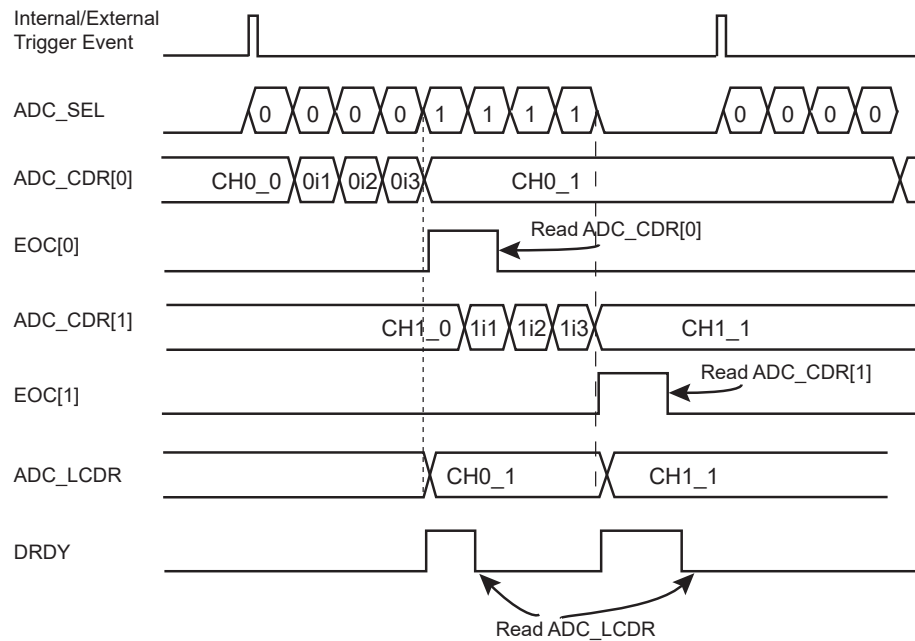 Internal/External
Trigger Event
ADC_SEL
0 0 0 0 1 1 1 1 0 0 0 0
ADC_CDR[0]
CH0_0 0i1 0i2 0i3 CH0_1
EOC[0]
Read ADC_CDR[0]
ADC_CDR[1]
CH1_0 1i1 1i2 1i3 CH1_1
EOC[1]
Read ADC_CDR[1]
ADC_LCDR
CH0_1 CH1_1
DRDY
Read ADC_LCDR